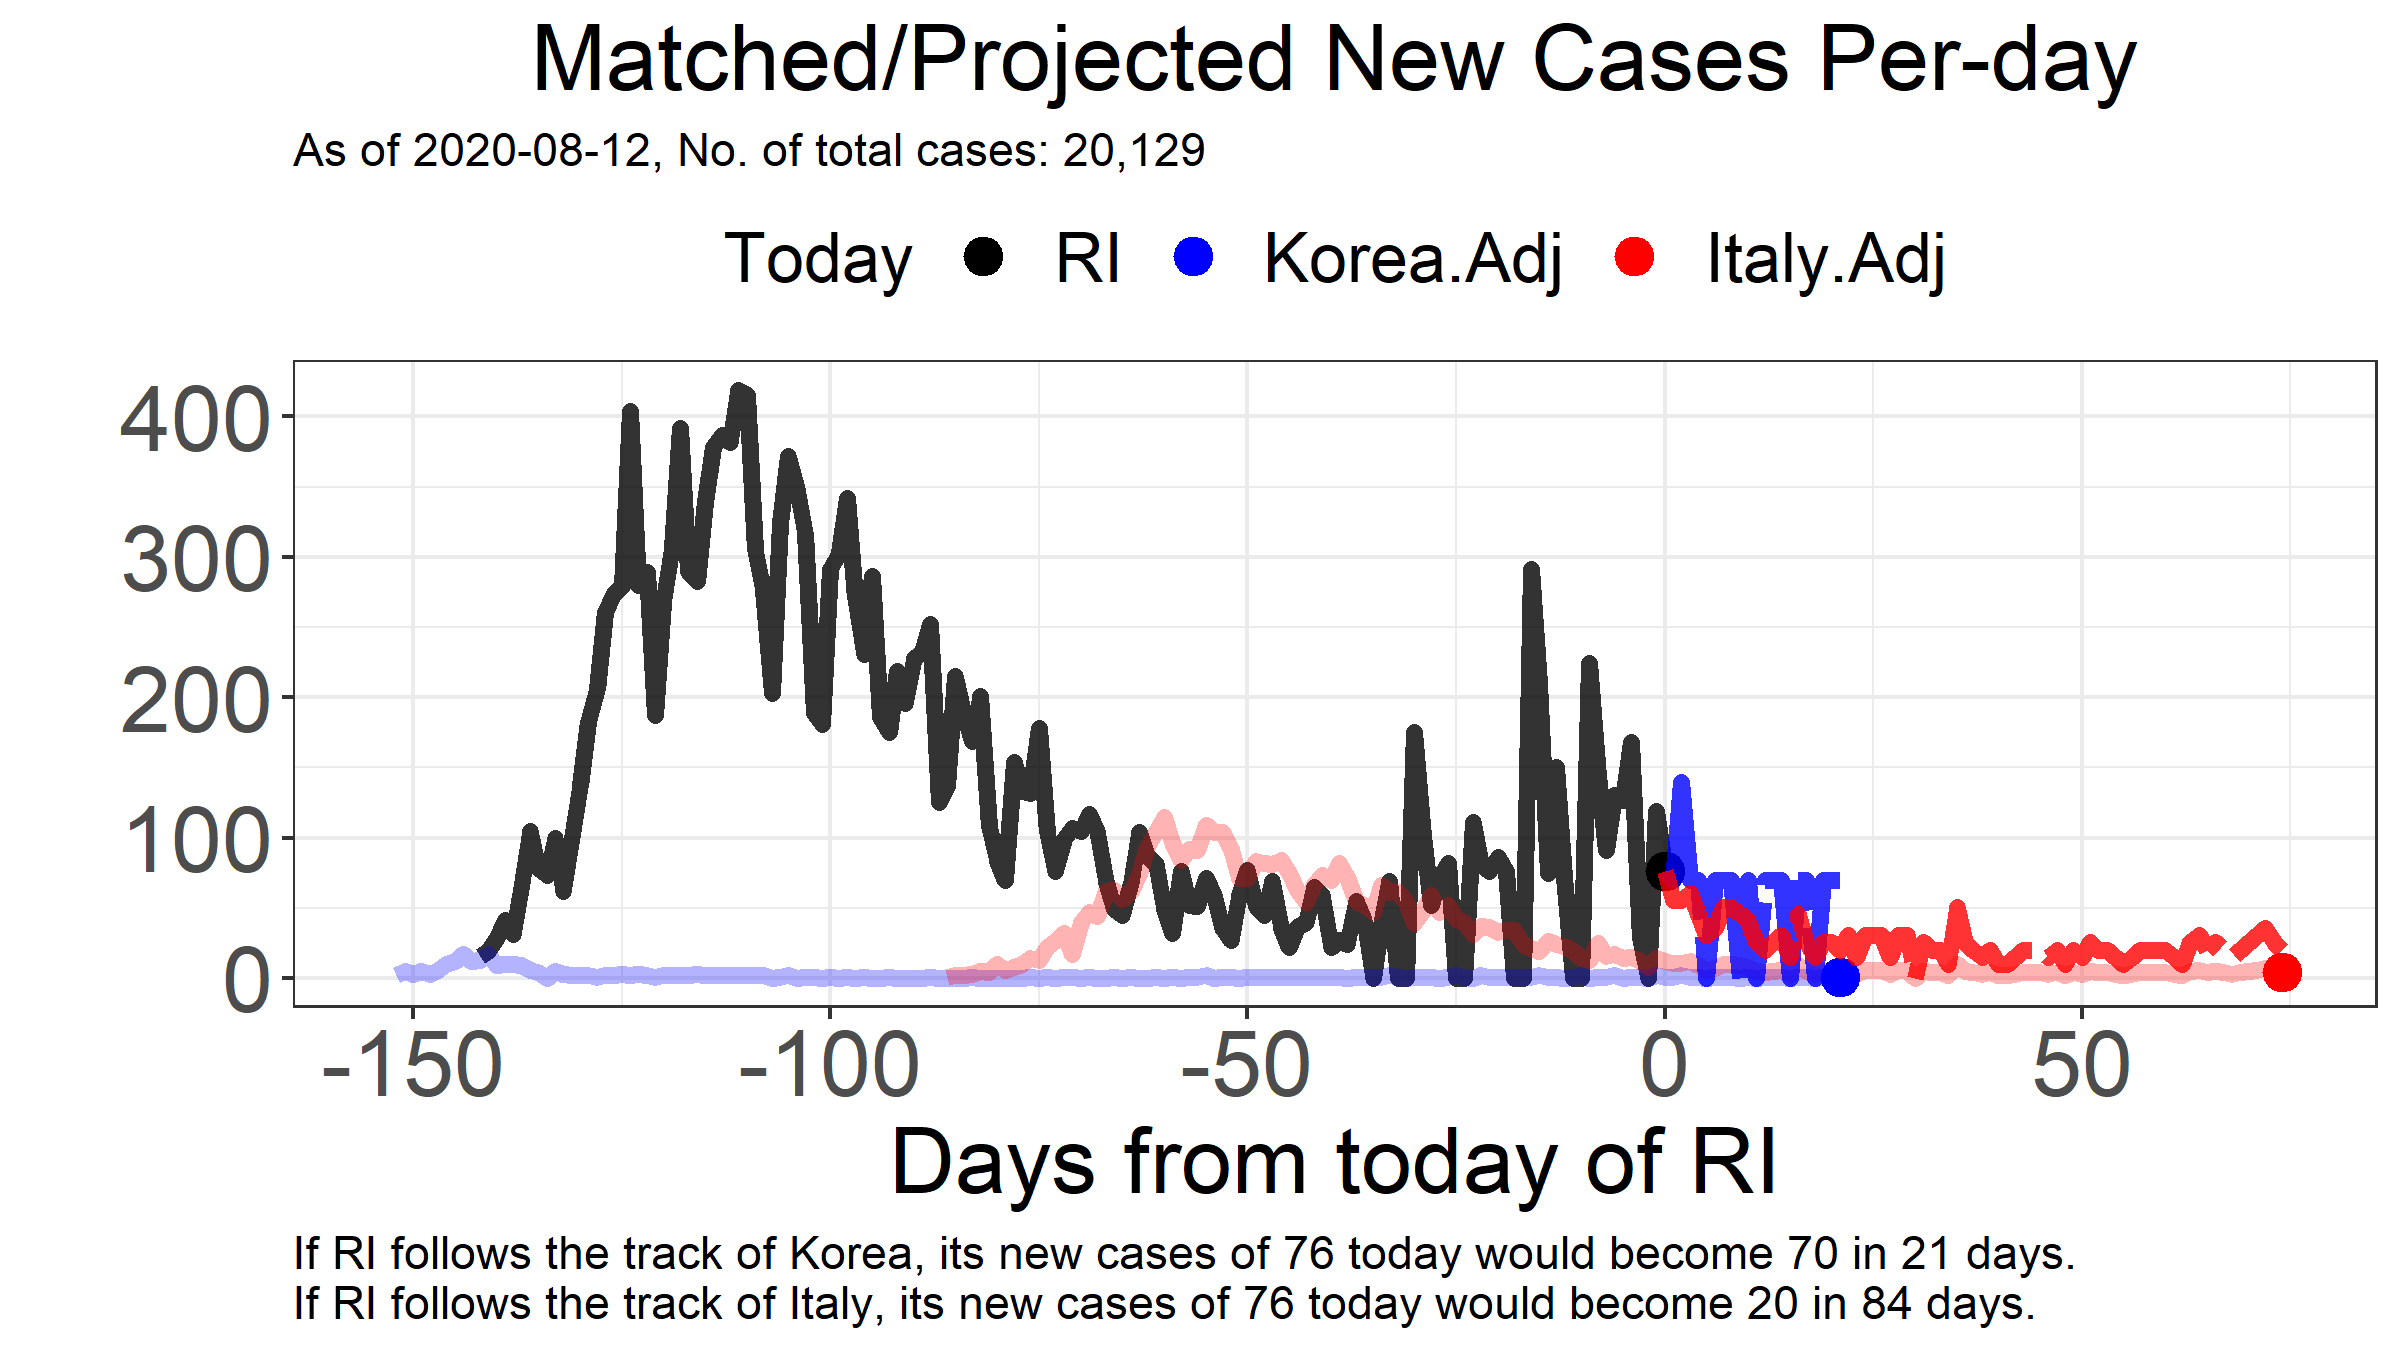 Matched/Projected New Cases Per-day
As of 2020-08-12, No. of total cases: 20,129
Today RI Korea.Adj Italy.Adj
400
300
200
100
0
-150 -100 -50 0 50
Days from today of RI
If RI follows the track of Korea, its new cases of 76 today would become 70 in 21 days.
If RI follows the track of Italy, its new cases of 76 today would become 20 in 84 days.